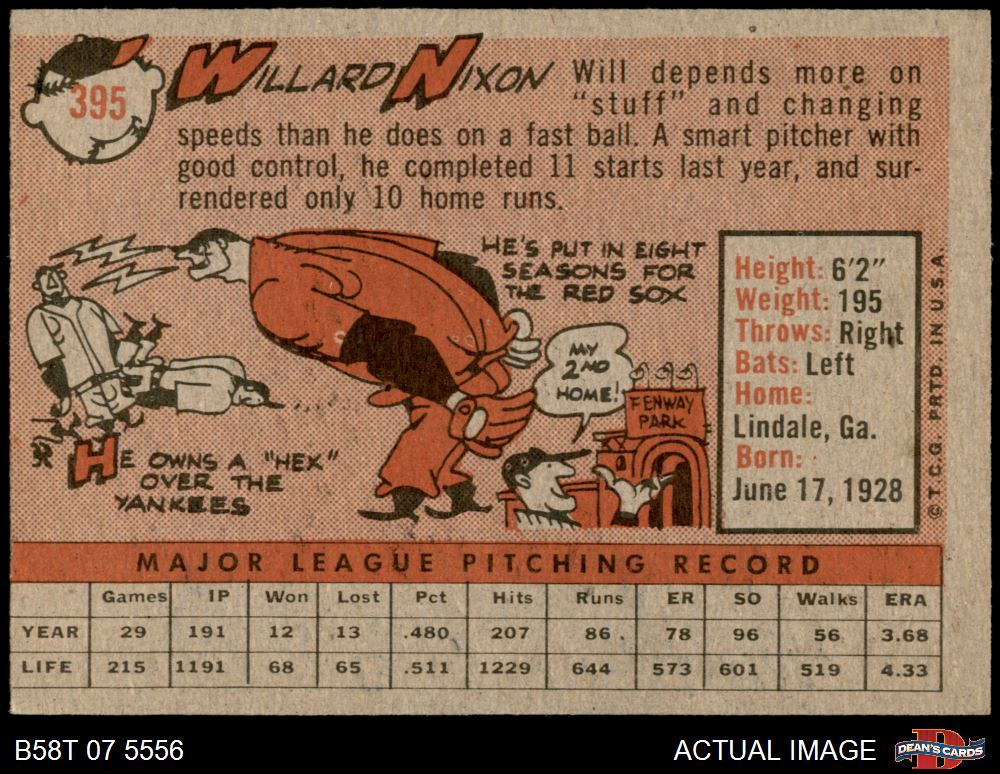 395
WILLARD NIXON
Will depends more on
"stuff" and changing
speeds than he does on a fast ball. A smart pitcher with
good control, he completed 11 starts last year, and sur-
rendered only 10 home runs.
HE'S PUT IN EIGHT
SEASONS FOR
THE RED SOX
MY
2ND
HOME!
FENWAY
PARK
HE OWNS A "HEX"
OVER THE
YANKEES
Height: 6'2"
Weight: 195
Throws: Right
Bats: Left
Home:
Lindale, Ga.
Born:
June 17, 1928
©T.C.G. PRTD. IN U.S.A.
MAJOR LEAGUE PITCHING RECORD
Games IP Won Lost Pct Hits Runs ER SO Walks ERA
YEAR 29 191 12 13 .480 207 86 . 78 96 56 3.68
LIFE 215 1191 68 65 .511 1229 644 573 601 519 4.33
B58T 07 5556
ACTUAL IMAGE
D
DEAN'S CARDS